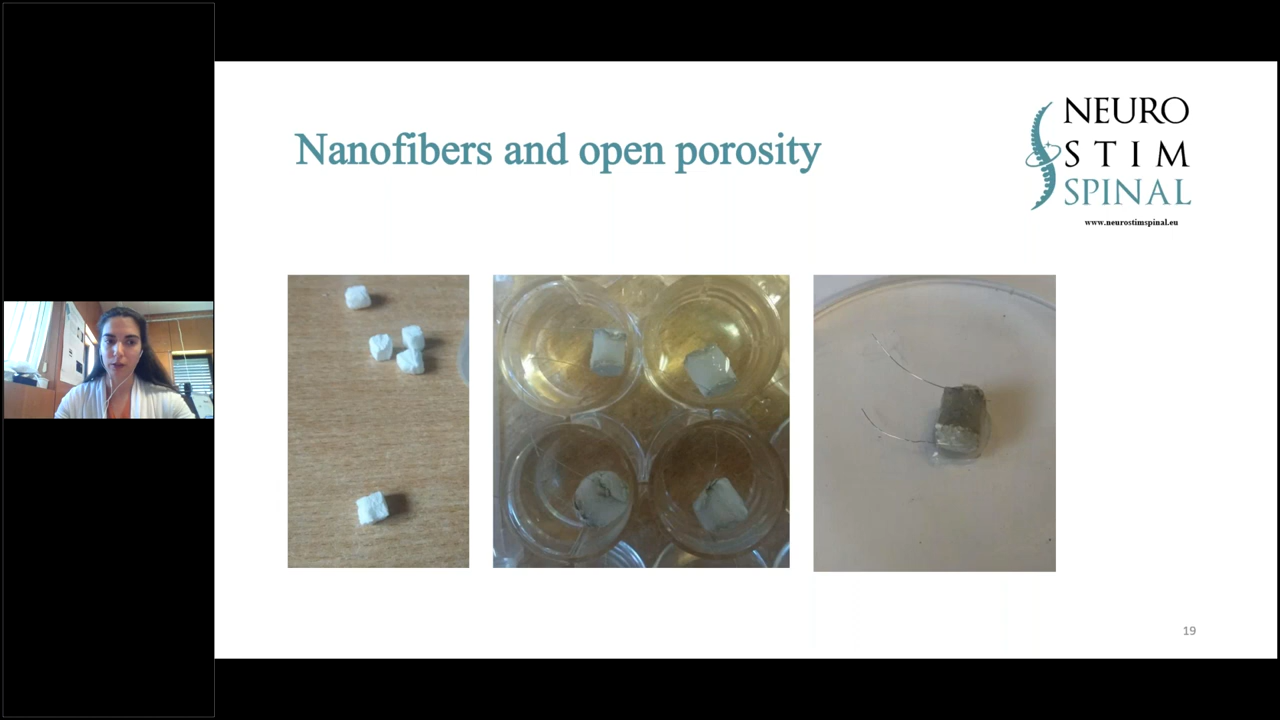 Nanofibers and open porosity
NEURO
STIM
SPINAL
www.neurostimspinal.eu
19